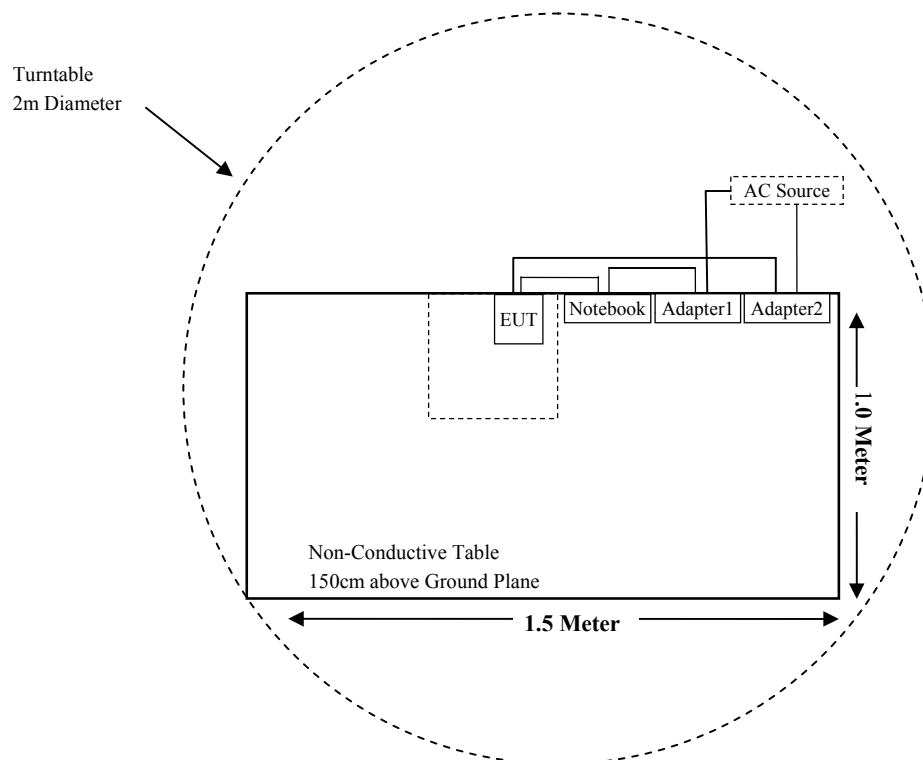 Turntable
2m Diameter
AC Source
EUT
Notebook
Adapter1
Adapter2
1.0 Meter
Non-Conductive Table
150cm above Ground Plane
1.5 Meter